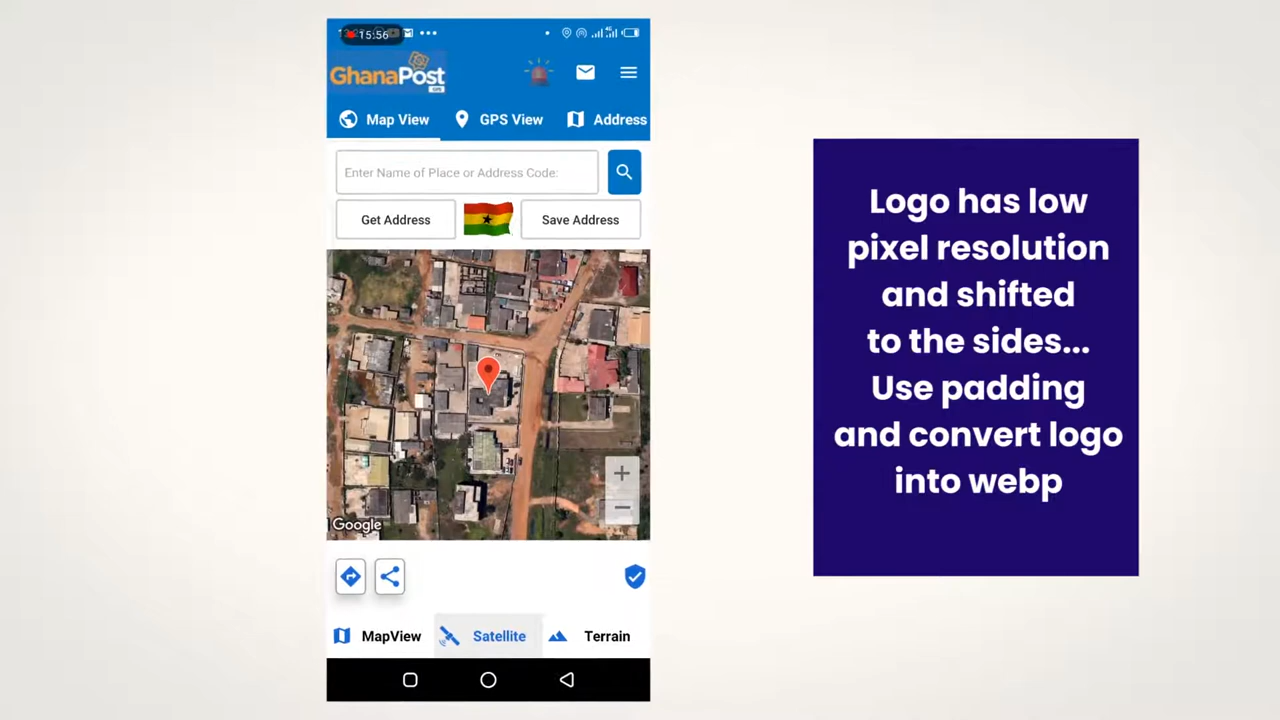 15:56
GhanaPost
GPS
Map View
GPS View
Address
Enter Name of Place or Address Code:
Get Address
Save Address
Google
MapView
Satellite
Terrain
Logo has low
pixel resolution
and shifted
to the sides...
Use padding
and convert logo
into webp